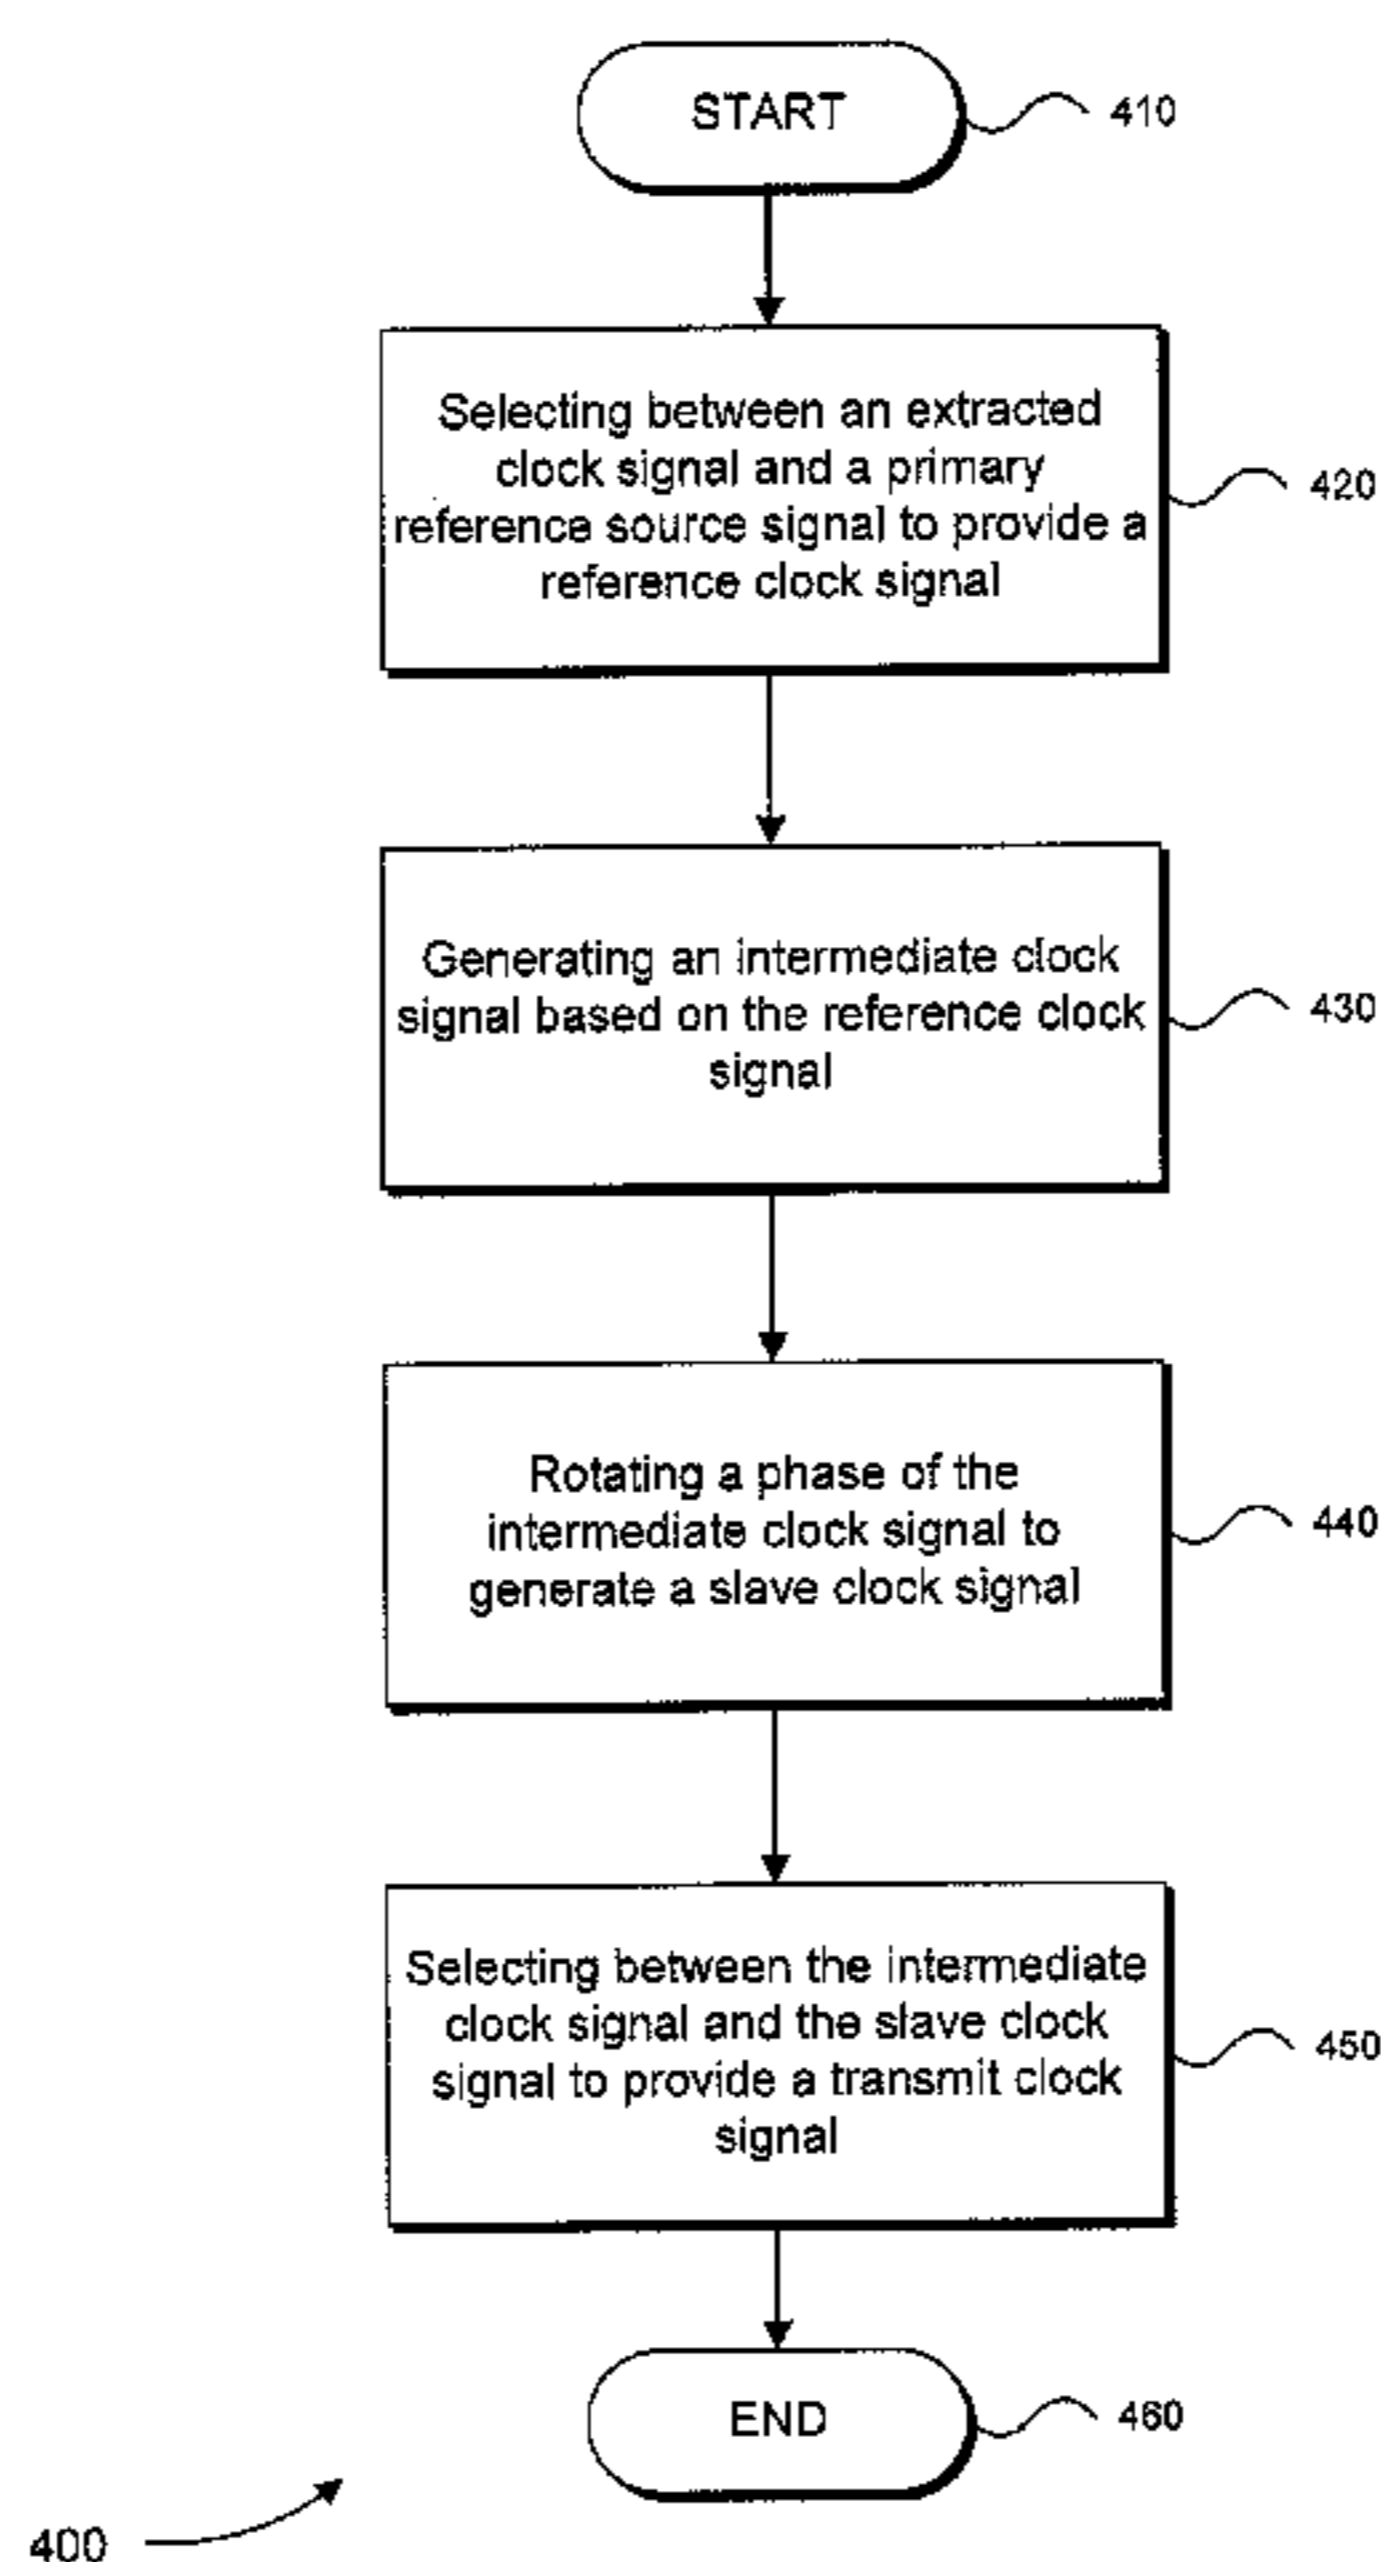 START
410
Selecting between an extracted
clock signal and a primary
reference source signal to provide a
reference clock signal
420
Generating an intermediate clock
signal based on the reference clock
signal
430
Rotating a phase of the
intermediate clock signal to
generate a slave clock signal
440
Selecting between the intermediate
clock signal and the slave clock
signal to provide a transmit clock
signal
450
END
460
400